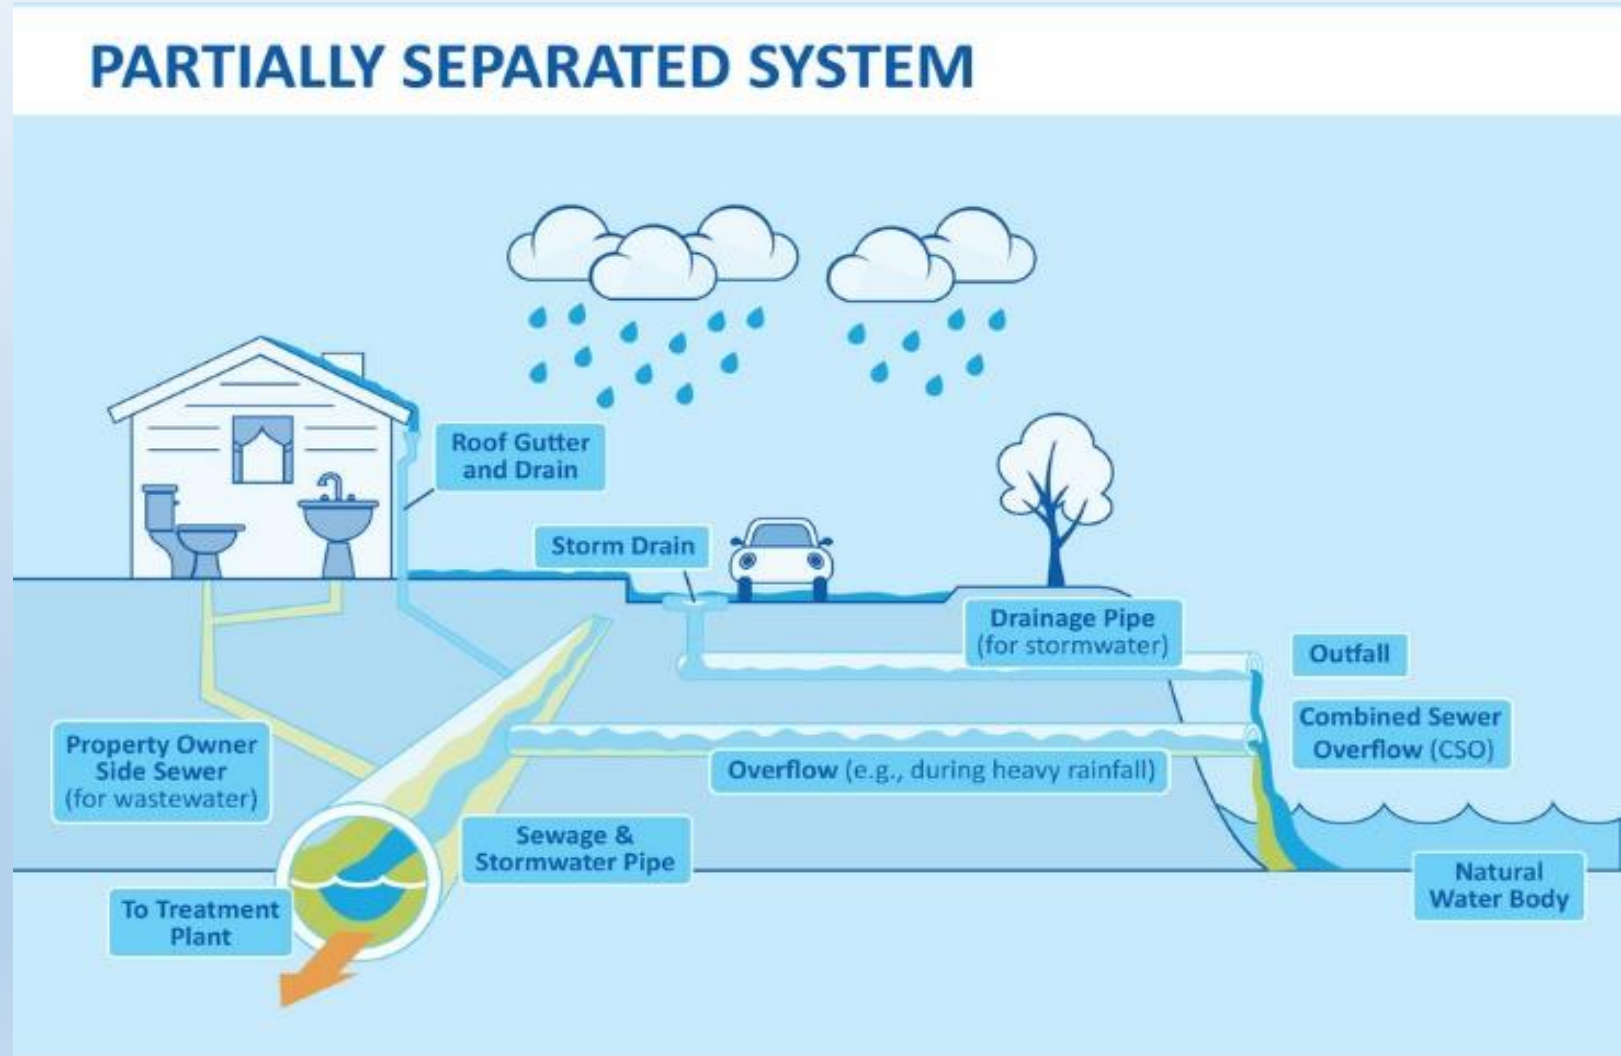 PARTIALLY SEPARATED SYSTEM
Roof Gutter
and Drain
Storm Drain
Drainage Pipe
(for stormwater)
Outfall
Combined Sewer
Overflow (CSO)
Property Owner
Side Sewer
(for wastewater)
Overflow (e.g., during heavy rainfall)
Sewage &
Stormwater Pipe
Natural
Water Body
To Treatment
Plant